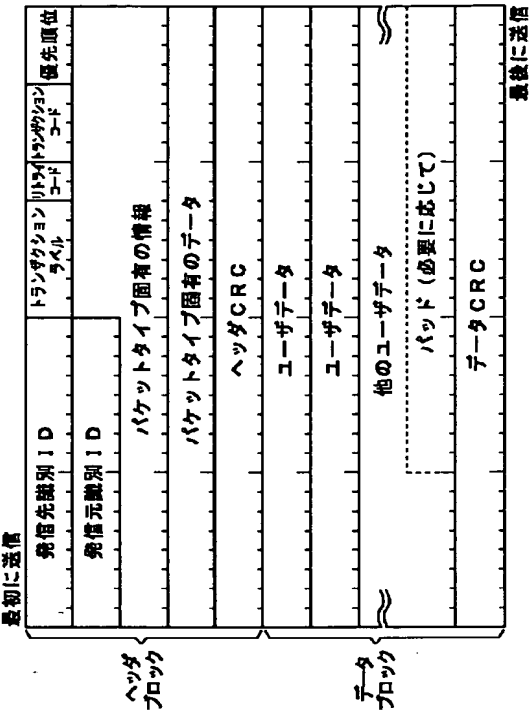 最初に送信
発信先識別ID
トランザクション
ラベル
リトライ
コード
トランザクション
コード
優先順位
発信元識別ID
パケットタイプ固有の情報
パケットタイプ固有のデータ
ヘッダCRC
ユーザデータ
ユーザデータ
他のユーザデータ
パッド(必要に応じて)
データCRC
ヘッダ
ブロック
データ
ブロック
最後に送信